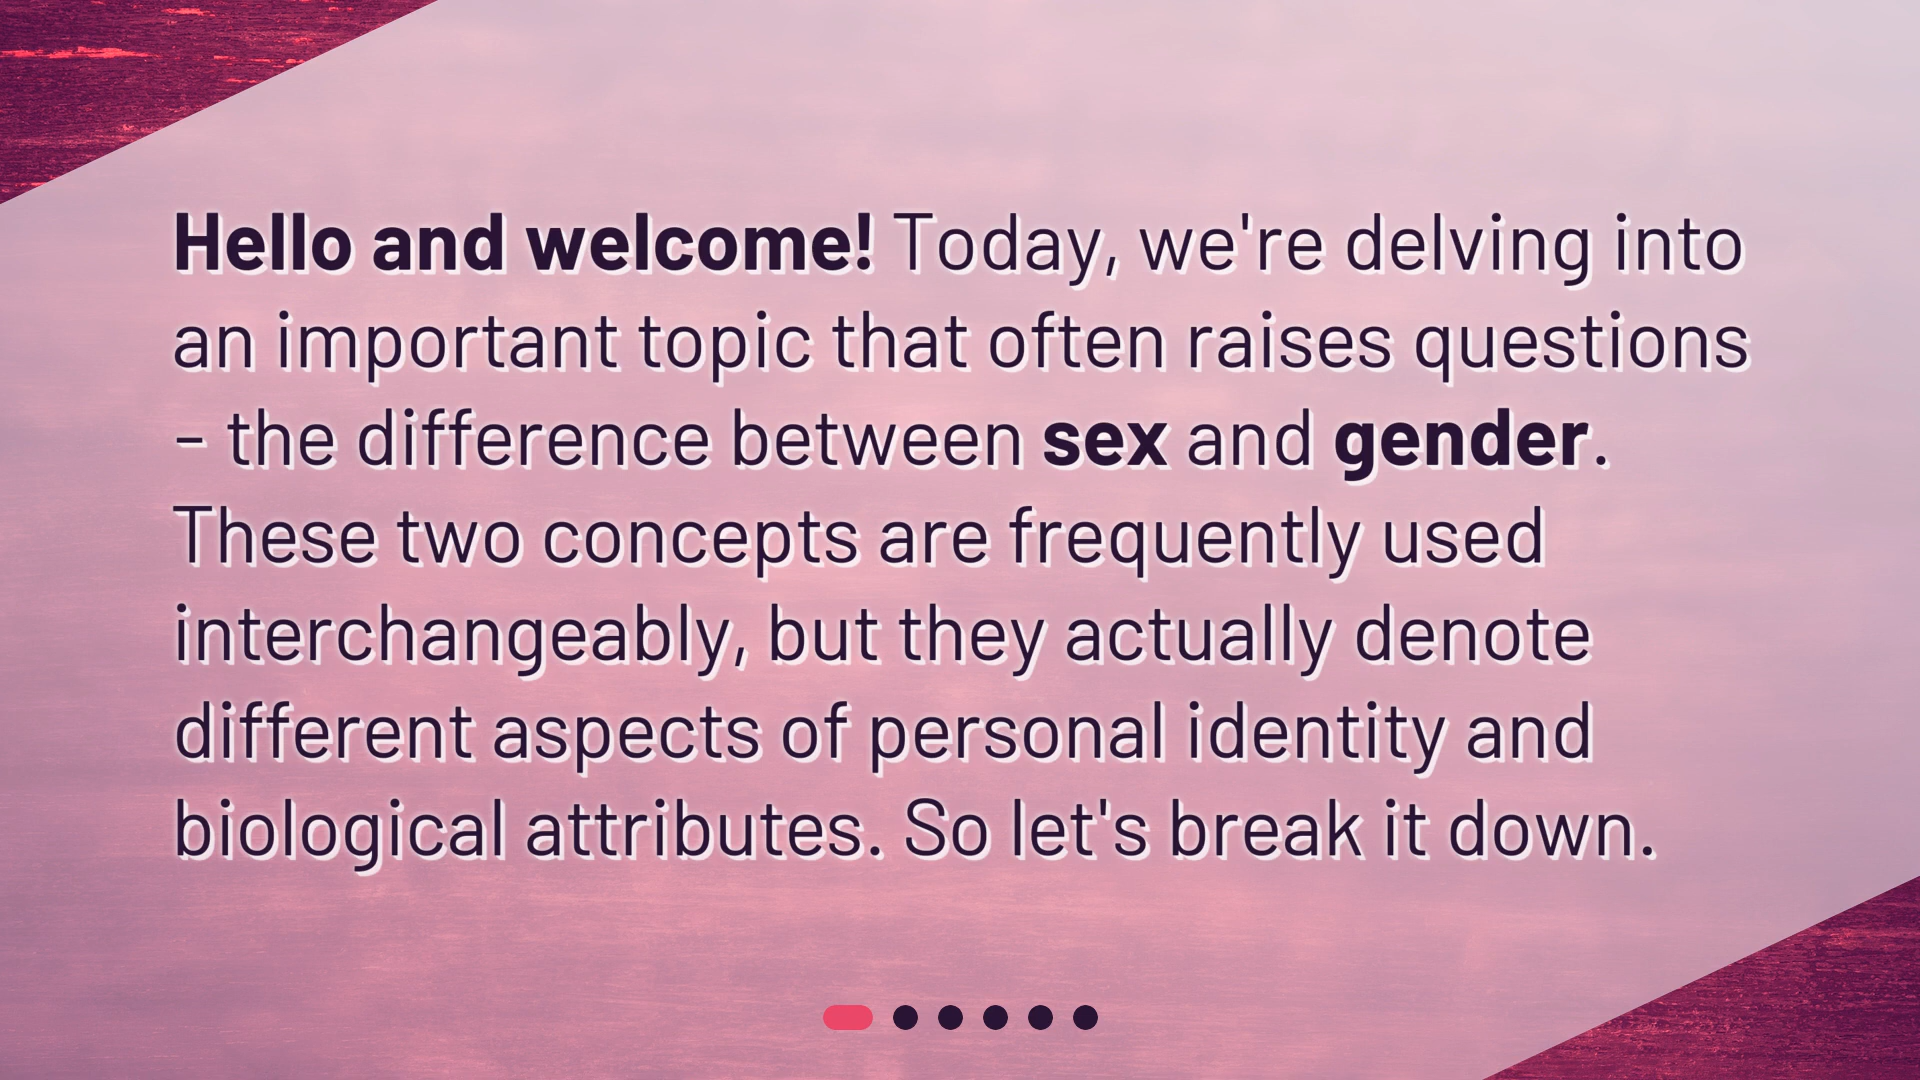 Hello and welcome! Today, we're delving into
an important topic that often raises questions
– the difference between sex and gender.
These two concepts are frequently used
interchangeably, but they actually denote
different aspects of personal identity and
biological attributes. So let's break it down.